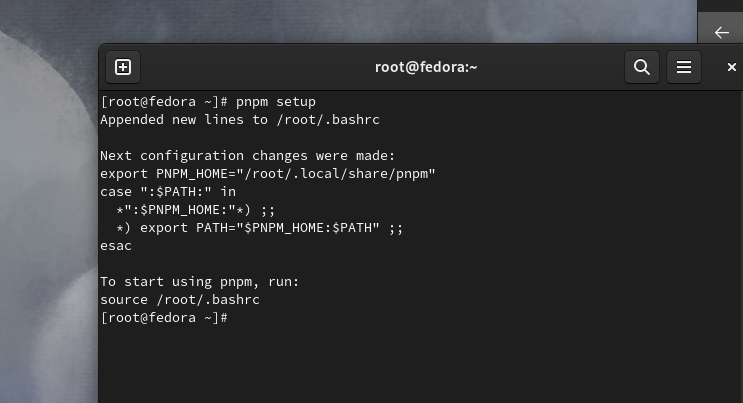 root@fedora:~
[root@fedora ~]# pnpm setup
Appended new lines to /root/.bashrc

Next configuration changes were made:
export PNPM_HOME="/root/.local/share/pnpm"
case ":$PATH:" in
  *":$PNPM_HOME:"*) ;;
  *) export PATH="$PNPM_HOME:$PATH" ;;
esac

To start using pnpm, run:
source /root/.bashrc
[root@fedora ~]#